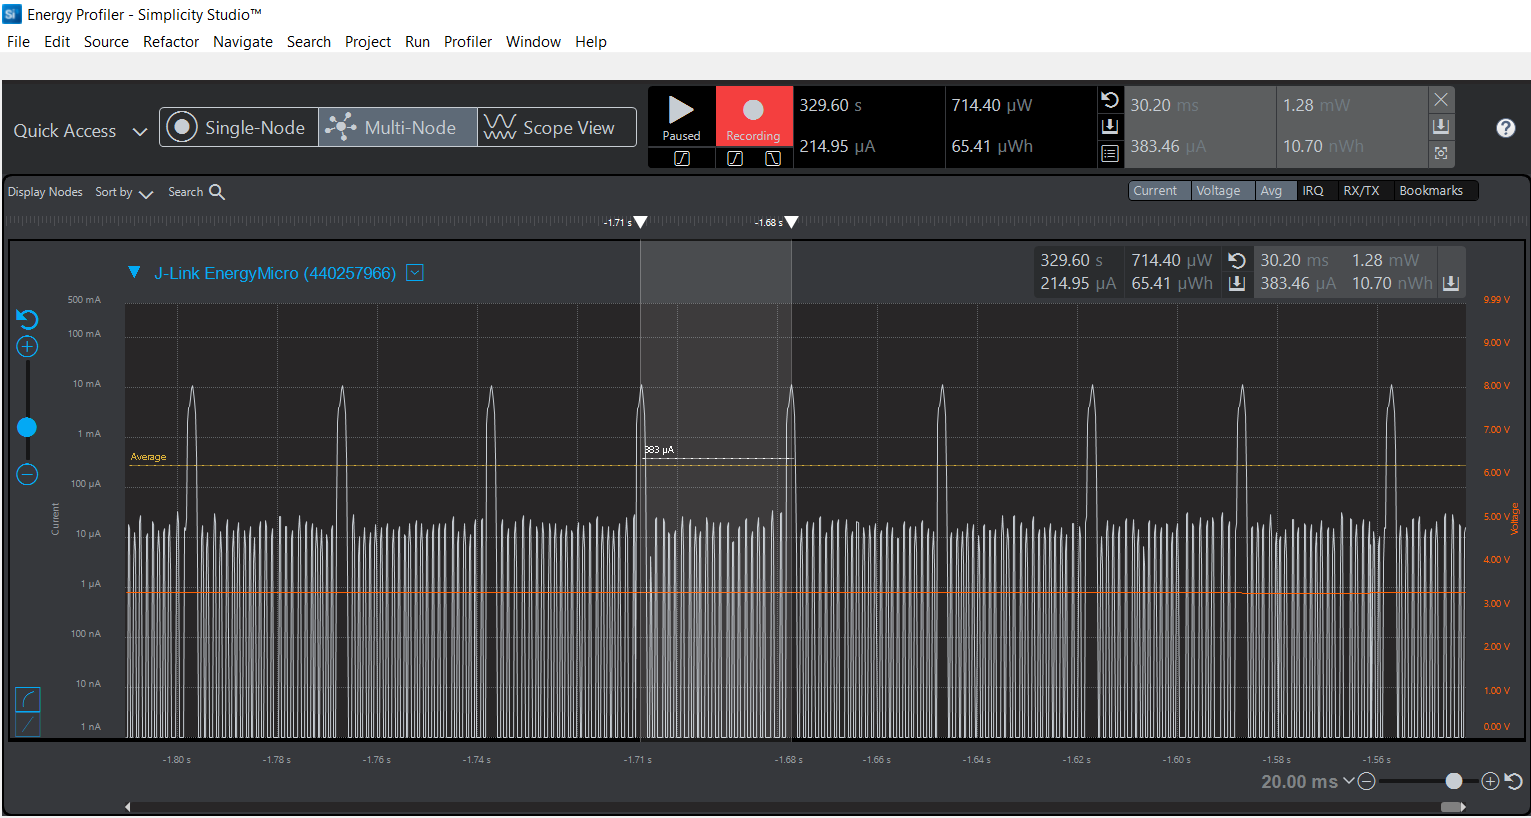 Si Energy Profiler - Simplicity Studio™
File Edit Source Refactor Navigate Search Project Run Profiler Window Help
Quick Access Single-Node Multi-Node Scope View
Paused Recording
329.60 s 714.40 µW 30.20 ms 1.28 mW
214.95 µA 65.41 µWh 383.46 µA 10.70 nWh
?
Display Nodes Sort by Search Current Voltage Avg IRQ RX/TX Bookmarks
-1.71 s -1.68 s
J-Link EnergyMicro (440257966)
329.60 s 714.40 µW 30.20 ms 1.28 mW
214.95 µA 65.41 µWh 383.46 µA 10.70 nWh
500 mA 9.99 V
100 mA 9.00 V
10 mA 8.00 V
1 mA 7.00 V
383 µA
Average
6.00 V
100 µA
5.00 V
Current Voltage
10 µA
4.00 V
1 µA
3.00 V
100 nA
2.00 V
10 nA 1.00 V
1 nA 0.00 V
-1.80 s -1.78 s -1.76 s -1.74 s -1.71 s -1.68 s -1.66 s -1.64 s -1.62 s -1.60 s -1.58 s -1.56 s
20.00 ms